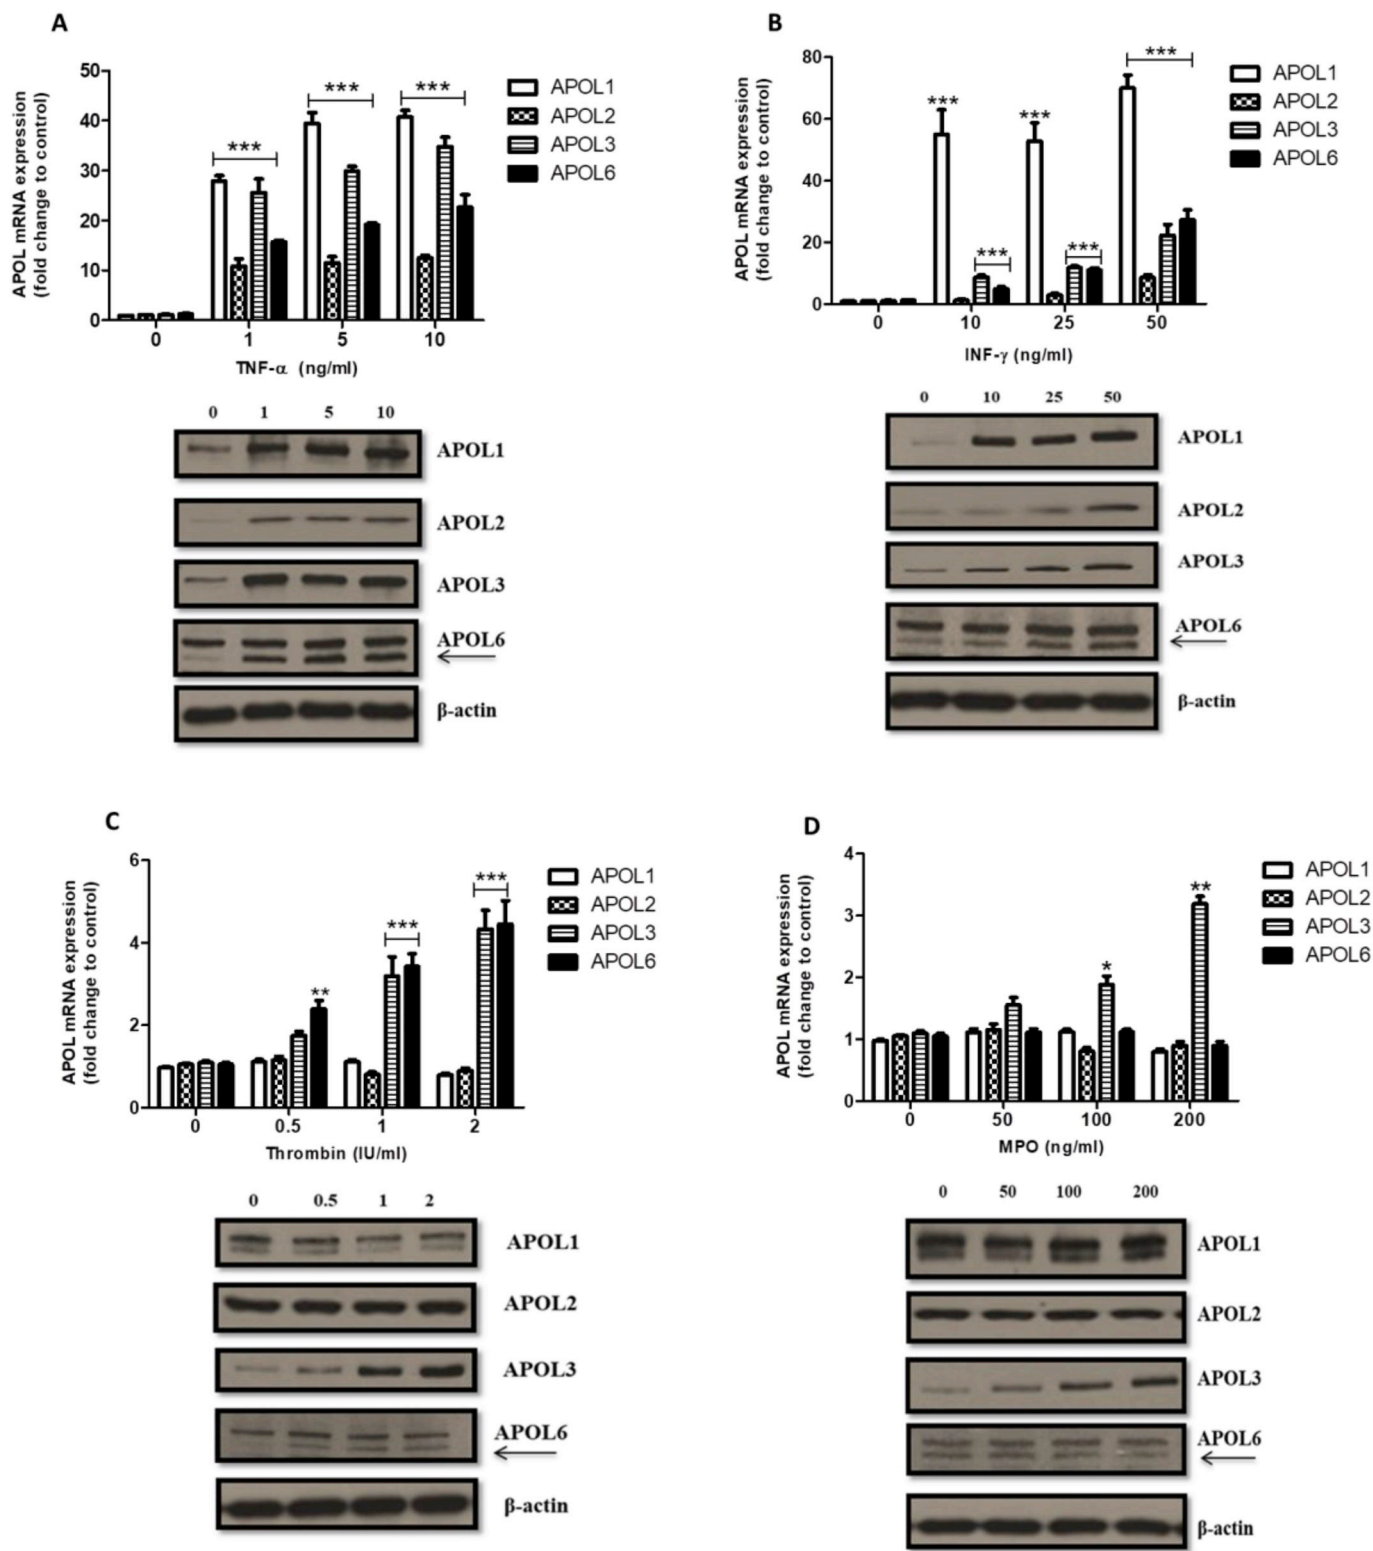 A
APOL mRNA expression
(fold change to control)
50
40
30
20
10
0
***
***
***
APOL1
APOL2
APOL3
APOL6
0 1 5 10
TNF-α (ng/ml)
0 1 5 10
APOL1
APOL2
APOL3
APOL6
β-actin
B
APOL mRNA expression
(fold change to control)
80
60
40
20
0
***
***
***
***
***
APOL1
APOL2
APOL3
APOL6
0 10 25 50
INF-γ (ng/ml)
0 10 25 50
APOL1
APOL2
APOL3
APOL6
β-actin
C
APOL mRNA expression
(fold change to control)
6
4
2
0
**
***
***
APOL1
APOL2
APOL3
APOL6
0 0.5 1 2
Thrombin (IU/ml)
0 0.5 1 2
APOL1
APOL2
APOL3
APOL6
β-actin
D
APOL mRNA expression
(fold change to control)
4
3
2
1
0
*
**
APOL1
APOL2
APOL3
APOL6
0 50 100 200
MPO (ng/ml)
0 50 100 200
APOL1
APOL2
APOL3
APOL6
β-actin